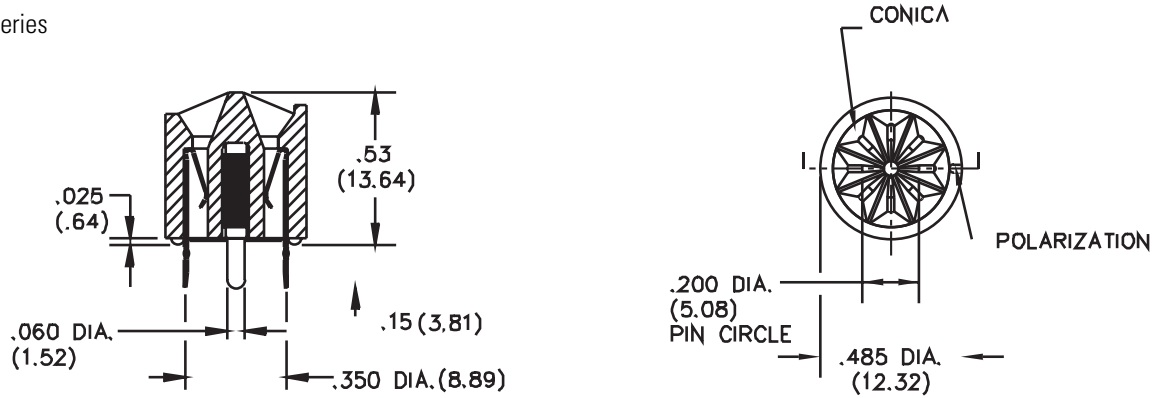 eries
CONICA
.53
(13.64)
.025
(.64)
POLARIZATION
.200 DIA.
(5.08)
PIN CIRCLE
.060 DIA.
(1.52)
.15 (3,81)
.350 DIA. (8.89)
.485 DIA.
(12.32)